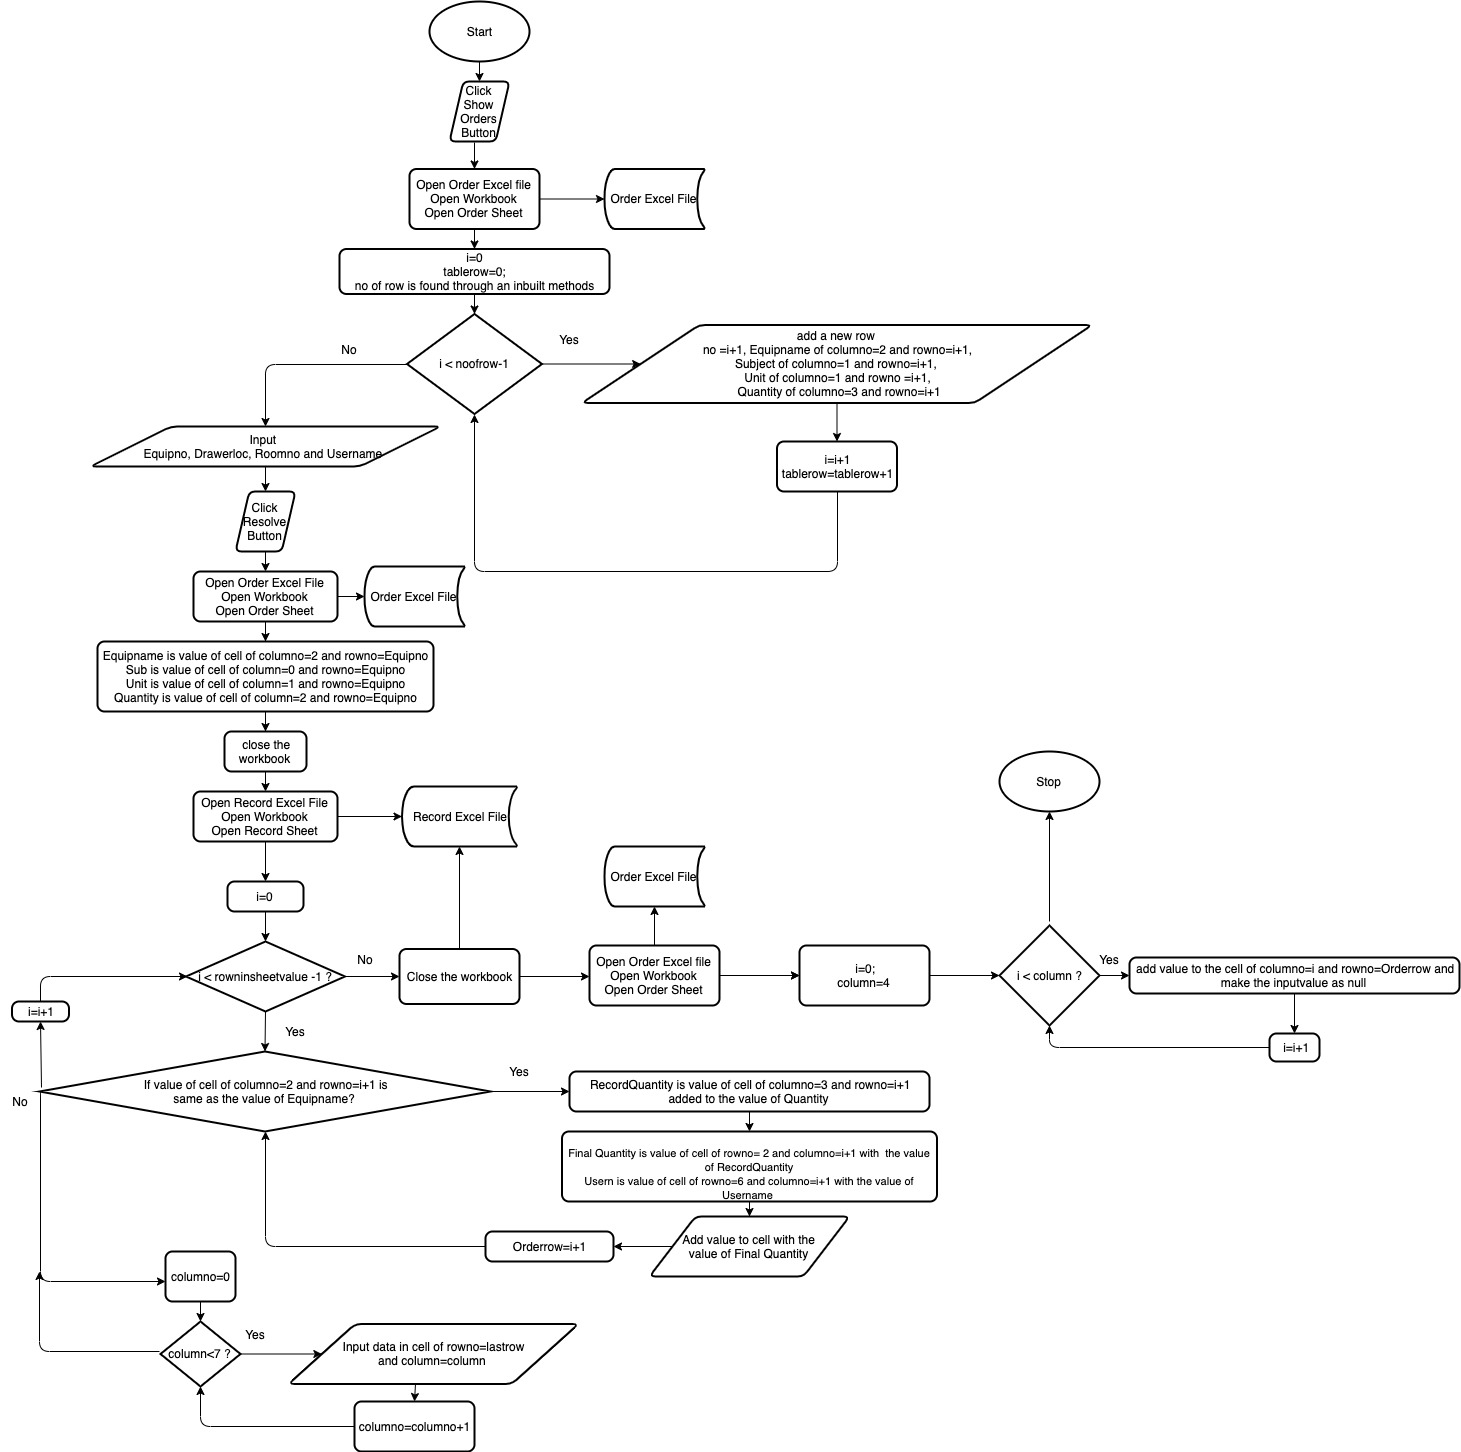 Start
Click
Show
Orders
Button
Open Order Excel file
Open Workbook
Open Order Sheet
Order Excel File
i=0
tablerow=0;
no of row is found through an inbuilt methods
i < noofrow-1
No
Yes
add a new row
no =i+1, Equipname of columno=2 and rowno=i+1,
Subject of column=1 and rowno=i+1,
Unit of column=1 and rowno =i+1,
Quantity of column=3 and rowno=i+1
i=i+1
tablerow=tablerow+1
Input
Equipno, Drawerloc, Roomno and Username
Click
Resolve
Button
Open Order Excel File
Open Workbook
Open Order Sheet
Order Excel File
Equipname is value of cell of columno=2 and rowno=Equipno
Sub is value of cell of column=0 and rowno=Equipno
Unit is value of cell of column=1 and rowno=Equipno
Quantity is value of cell of column=2 and rowno=Equipno
close the
workbook
Open Record Excel File
Open Workbook
Open Record Sheet
Record Excel File
i=0
i < rowninsheetvalue -1 ?
No
Close the workbook
Order Excel File
Open Order Excel file
Open Workbook
Open Order Sheet
i=0;
column=4
Stop
i < column ?
Yes
add value to the cell of column=i and rowno=Orderrow and
make the inputvalue as null
i=i+1
i=i+1
Yes
If value of cell of columno=2 and rowno=i+1 is
same as the value of Equipname?
No
Yes
RecordQuantity is value of cell of column=3 and rowno=i+1
added to the value of Quantity
Final Quantity is value of cell of rowno= 2 and columno=i+1 with the value
of RecordQuantity
Usern is value of cell of rowno=6 and columno=i+1 with the value of
Username
Add value to cell with the
value of Final Quantity
Orderrow=i+1
columno=0
column<7 ?
Yes
Input data in cell of rowno=lastrow
and column=column
columno=columno+1